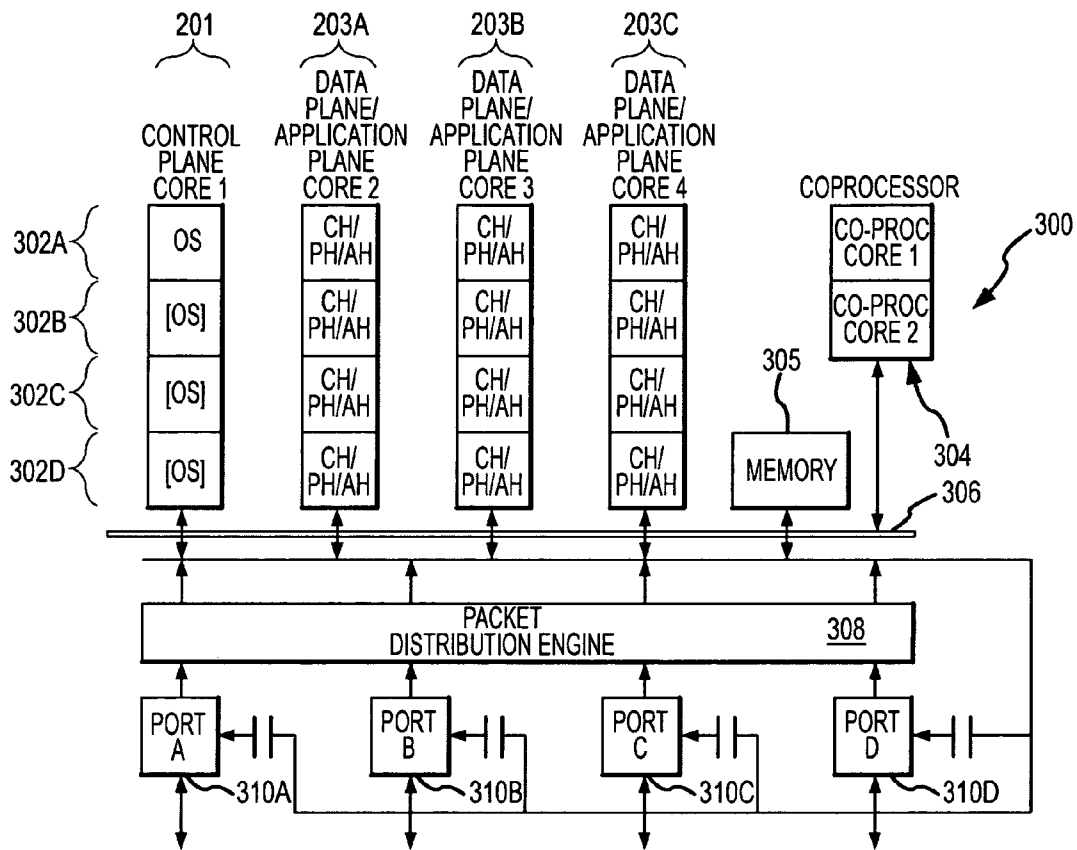 201
203A
203B
203C
CONTROL
PLANE
CORE 1
DATA
PLANE/
APPLICATION
PLANE
CORE 2
DATA
PLANE/
APPLICATION
PLANE
CORE 3
DATA
PLANE/
APPLICATION
PLANE
CORE 4
COPROCESSOR
302A
OS
CH/
PH/AH
CH/
PH/AH
CH/
PH/AH
CO-PROC
CORE 1
300
302B
[OS]
CH/
PH/AH
CH/
PH/AH
CH/
PH/AH
CO-PROC
CORE 2
302C
[OS]
CH/
PH/AH
CH/
PH/AH
CH/
PH/AH
305
304
302D
[OS]
CH/
PH/AH
CH/
PH/AH
CH/
PH/AH
MEMORY
306
PACKET
DISTRIBUTION ENGINE
308
PORT
A
PORT
B
PORT
C
PORT
D
310A
310B
310C
310D